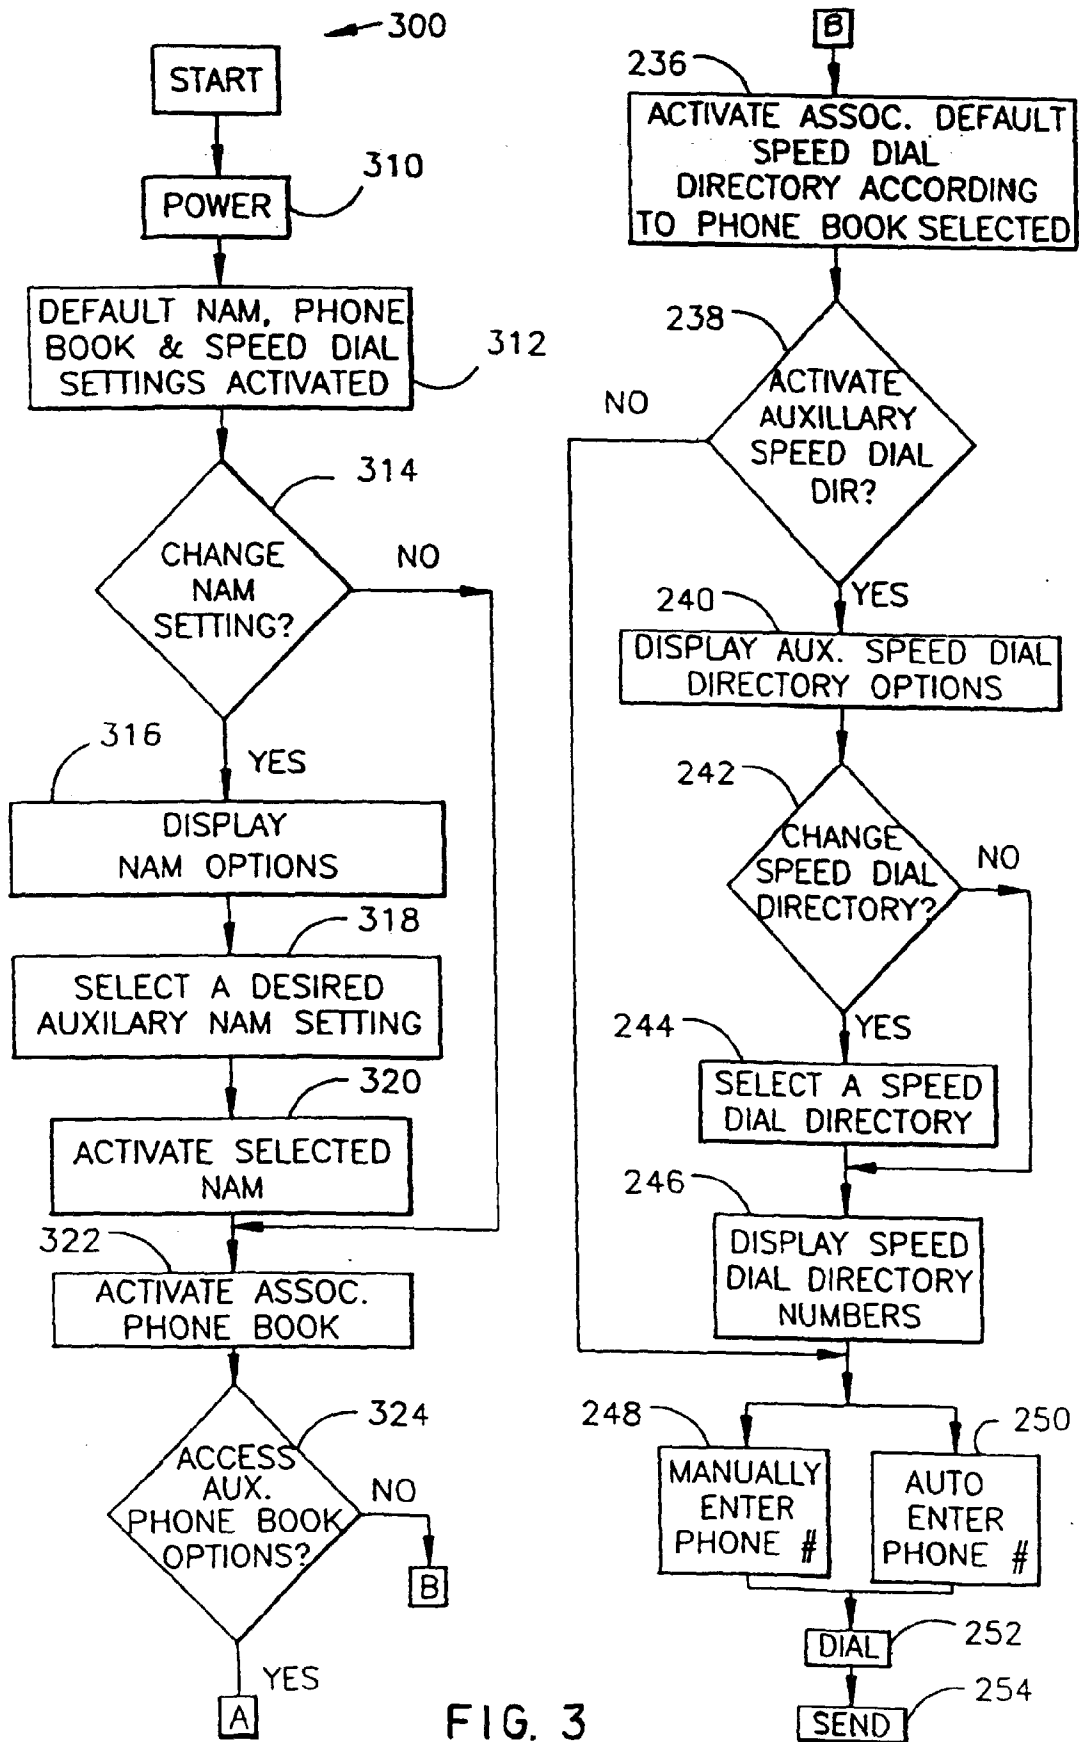 300
START
310
POWER
DEFAULT NAM, PHONE
BOOK & SPEED DIAL
SETTINGS ACTIVATED
312
314
CHANGE
NAM
SETTING?
NO
YES
316
DISPLAY
NAM OPTIONS
318
SELECT A DESIRED
AUXILARY NAM SETTING
320
ACTIVATE SELECTED
NAM
322
ACTIVATE ASSOC.
PHONE BOOK
324
ACCESS
AUX.
PHONE BOOK
OPTIONS?
NO
B
YES
A
B
236
ACTIVATE ASSOC. DEFAULT
SPEED DIAL
DIRECTORY ACCORDING
TO PHONE BOOK SELECTED
238
ACTIVATE
AUXILLARY
SPEED DIAL
DIR?
NO
YES
240
DISPLAY AUX. SPEED DIAL
DIRECTORY OPTIONS
242
CHANGE
SPEED DIAL
DIRECTORY?
NO
YES
244
SELECT A SPEED
DIAL DIRECTORY
246
DISPLAY SPEED
DIAL DIRECTORY
NUMBERS
248
MANUALLY
ENTER
PHONE #
250
AUTO
ENTER
PHONE #
252
DIAL
254
SEND
FIG. 3